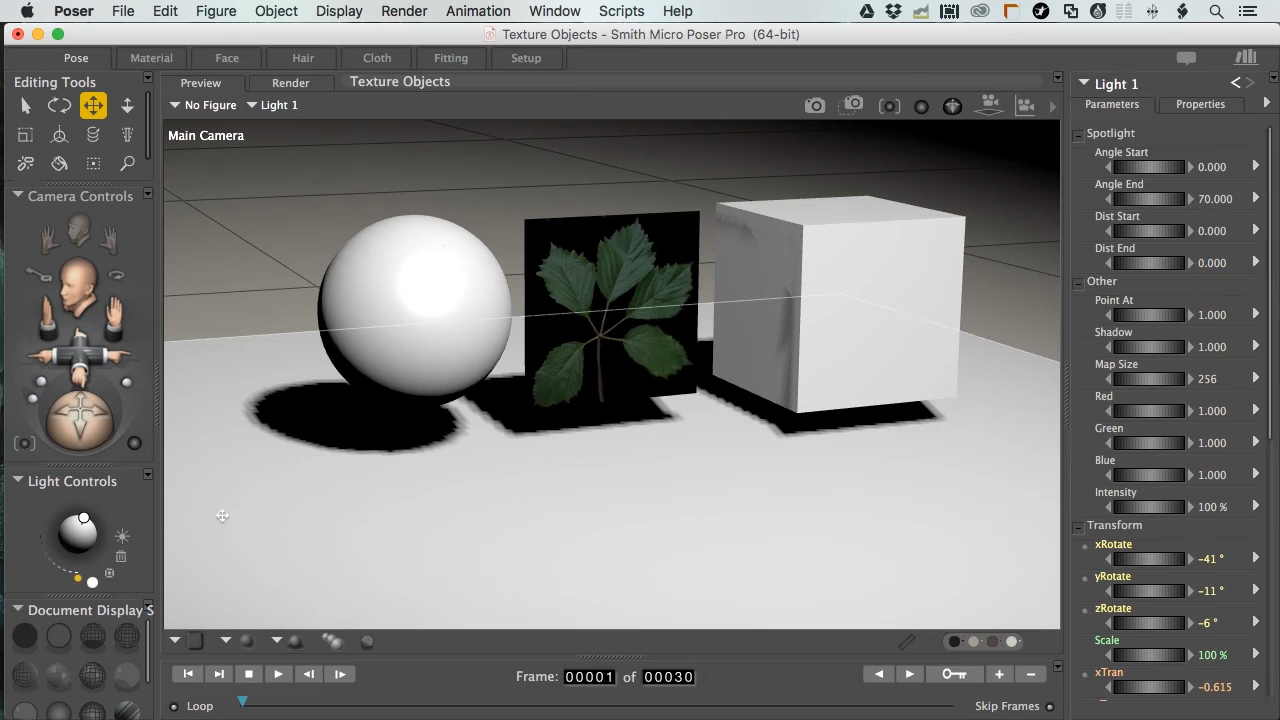 Poser File Edit Figure Object Display Render Animation Window Scripts Help
Texture Objects - Smith Micro Poser Pro (64-bit)
Pose Material Face Hair Cloth Fitting Setup
Editing Tools
Camera Controls
Light Controls
Document Display S
Preview Render Texture Objects
No Figure Light 1
Main Camera
Frame: 00001 of 00030
Loop
Skip Frames
Light 1
Parameters Properties
Spotlight
Angle Start
0.000
Angle End
70.000
Dist Start
0.000
Dist End
0.000
Other
Point At
1.000
Shadow
1.000
Map Size
256
Red
1.000
Green
1.000
Blue
1.000
Intensity
100 %
Transform
xRotate
-41 °
yRotate
-11 °
zRotate
-6 °
Scale
100 %
xTran
-0.615